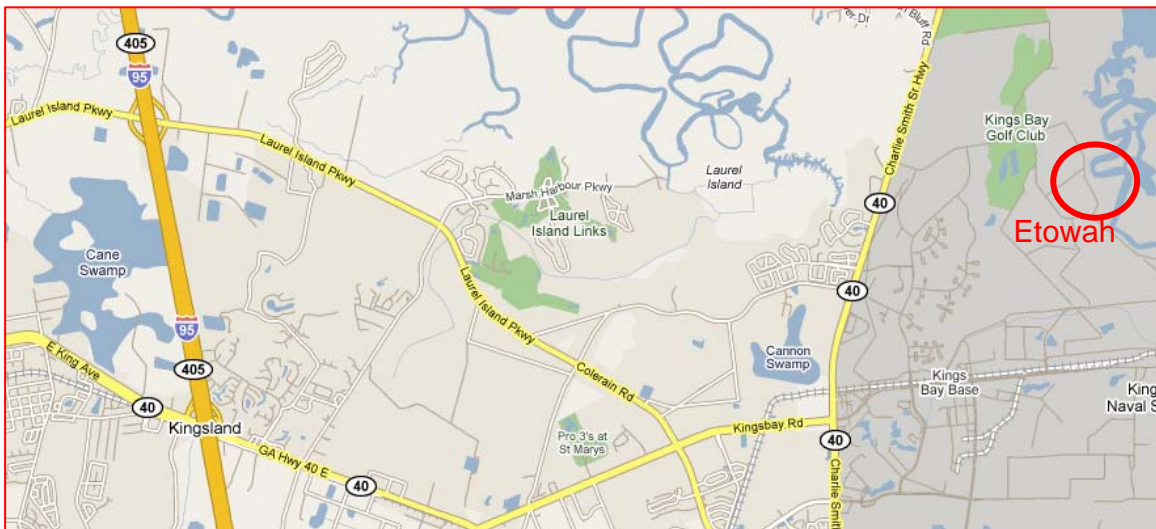 405
40
Bluff Rd
95
Laurel Island Pkwy
Laurel Island Pkwy
Charlie Smith Sr Hwy
Kings Bay
Golf Club
Laurel
Island
Marsh Harbour Pkwy
Laurel
Island Links
40
Etowah
Cane
Swamp
Laurel Island Pkwy
40
95
E King Ave
405
Cannon
Swamp
Colerain Rd
Kings
Bay Base
40
Kingsland
Pro 3's at
St Marys
Kingsbay Rd
40
GA Hwy 40 E
40
Charlie